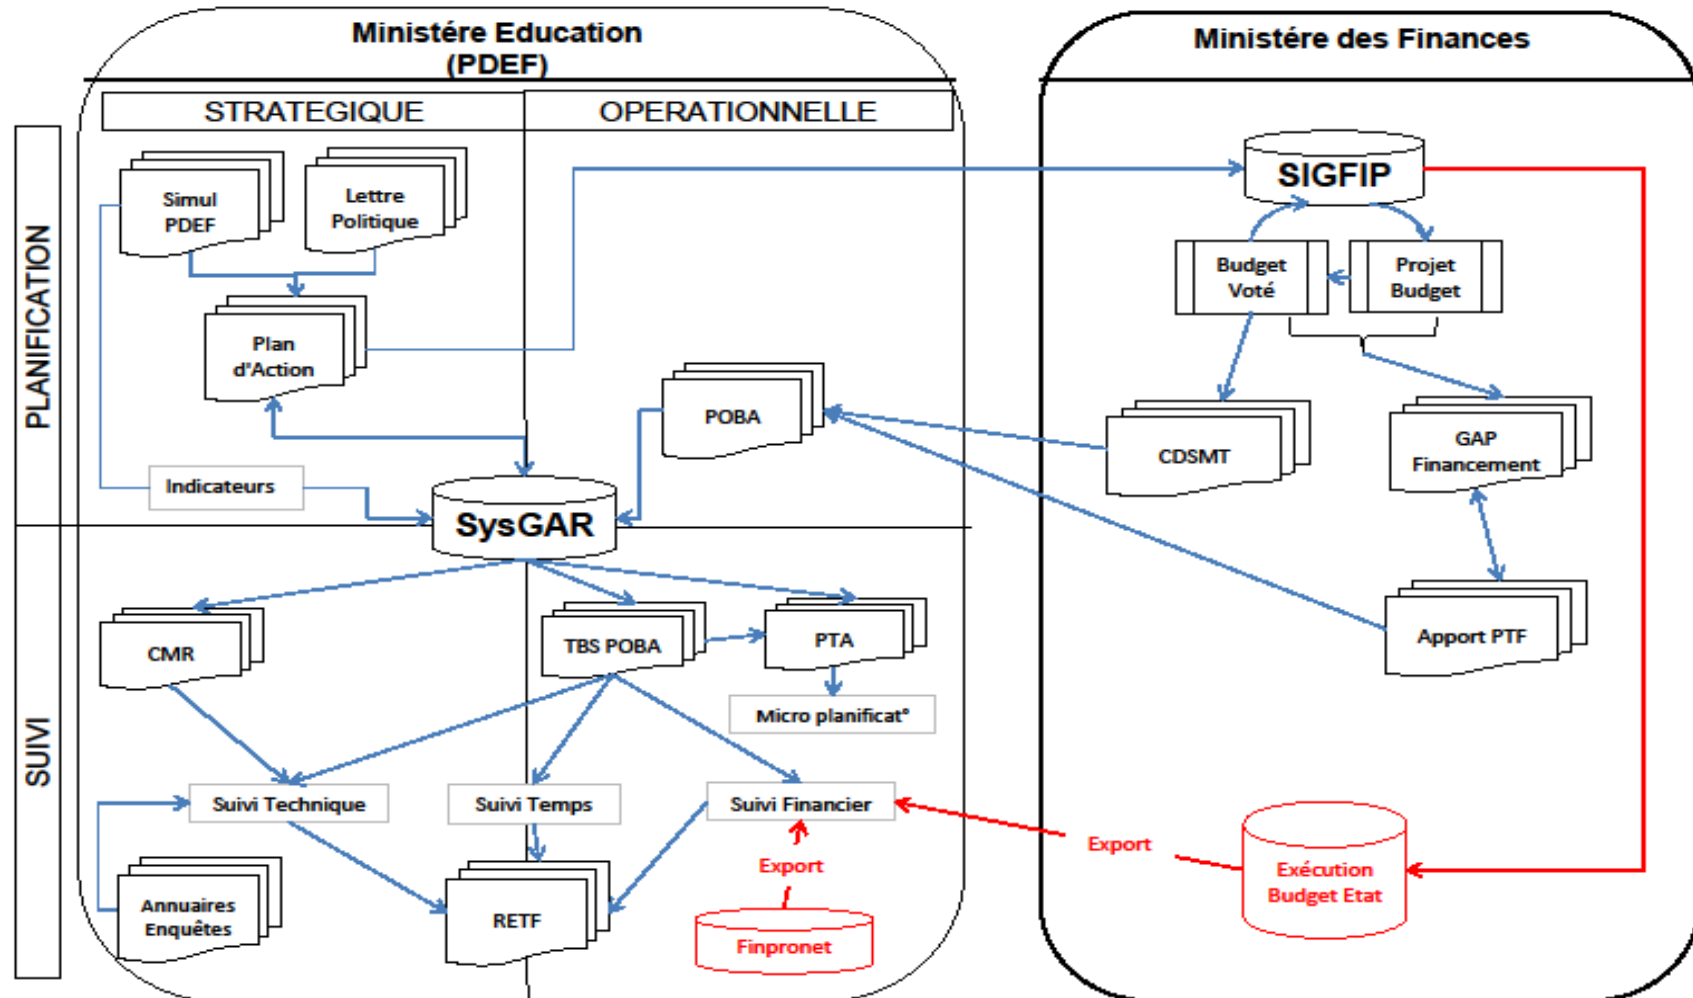 Ministére Education
(PDEF)
Ministére des Finances
STRATEGIQUE
OPERATIONNELLE
PLANIFICATION
Simul
PDEF
Lettre
Politique
SIGFIP
Budget
Voté
Projet
Budget
Plan
d'Action
POBA
CDSMT
GAP
Financement
Indicateurs
SysGAR
SUIVI
CMR
TBS POBA
PTA
Apport PTF
Micro planificat°
Suivi Technique
Suivi Temps
Suivi Financier
Export
Export
Exécution
Budget Etat
Annuaires
Enquêtes
RETF
Finpronet